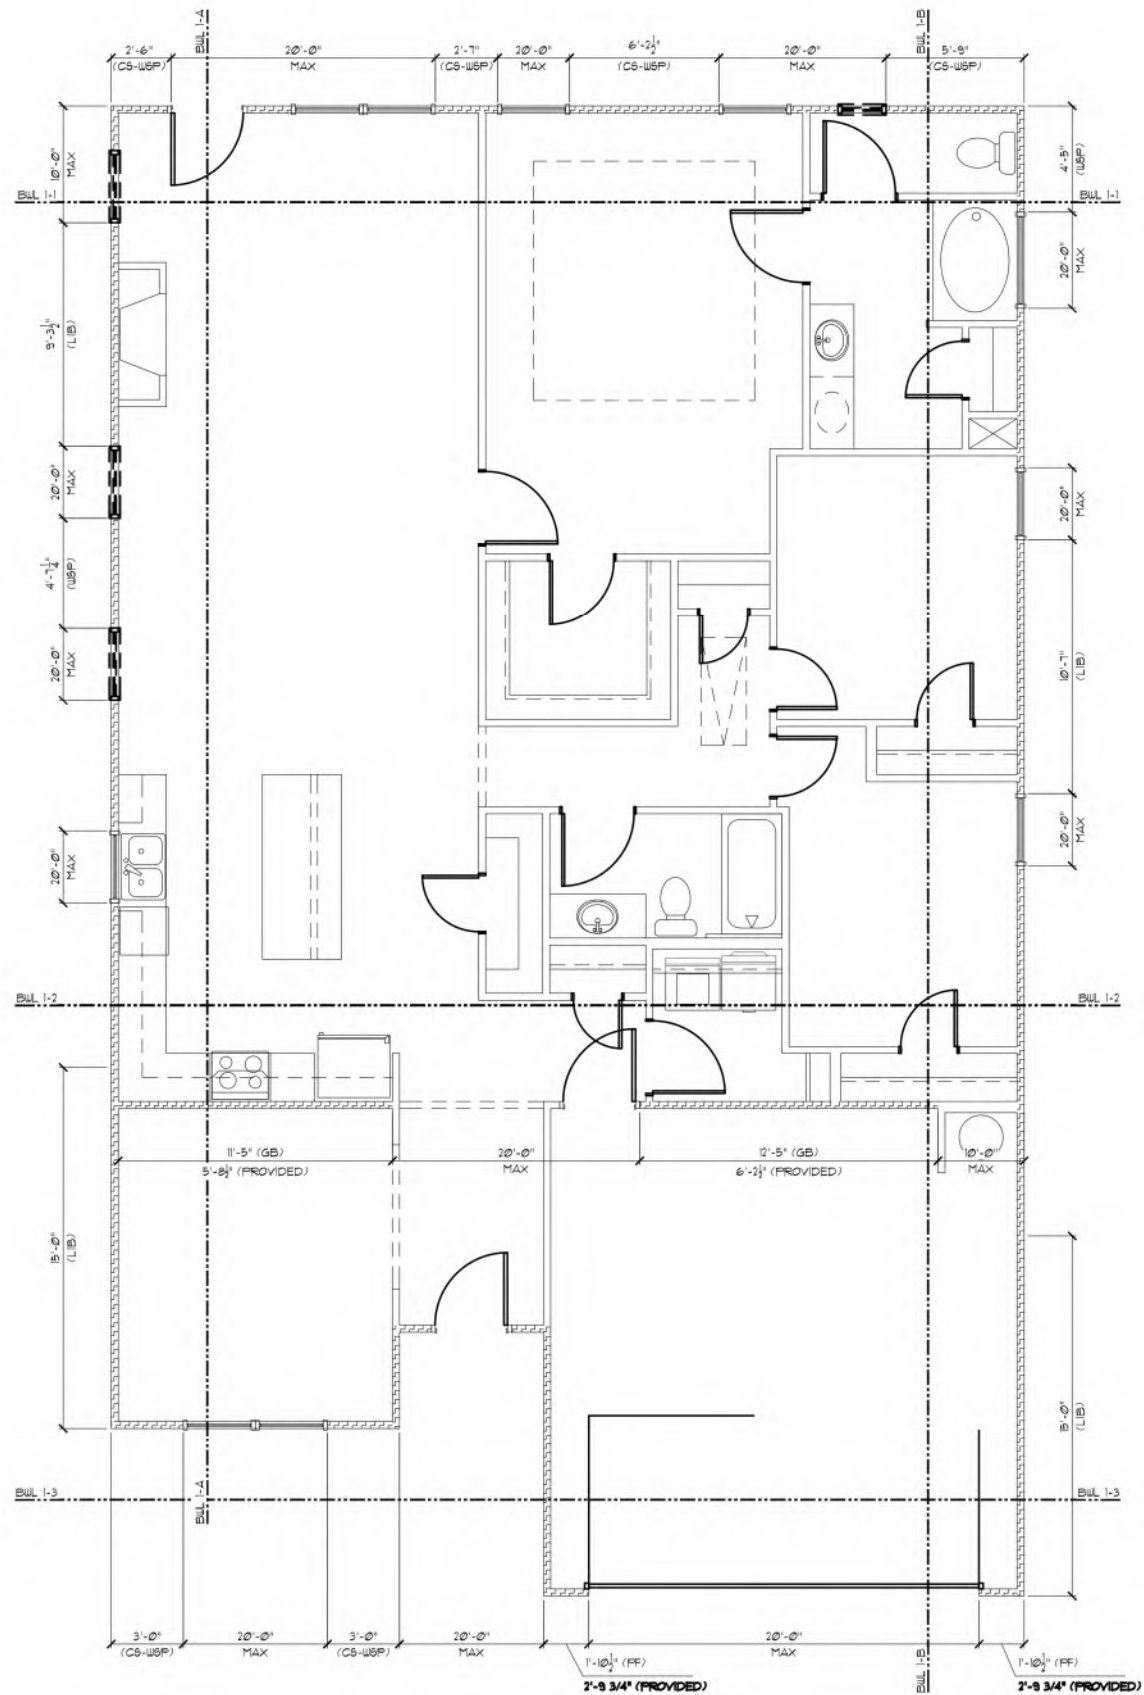 BWL 1-A
BWL 1-B
2'-6"
(CS-WSP)
20'-0"
MAX
2'-7"
(CS-WSP)
20'-0"
MAX
6'-2½"
(CS-WSP)
20'-0"
MAX
5'-9"
(CS-WSP)
10'-0"
MAX
4'-5"
(WSP)
BWL 1-1
BWL 1-1
20'-0"
MAX
9'-3½"
(LIB)
20'-0"
MAX
20'-0"
MAX
4'-7¼"
(WSP)
20'-0"
MAX
10'-7"
(LIB)
20'-0"
MAX
20'-0"
MAX
BWL 1-2
BWL 1-2
11'-5" (GB)
5'-8½" (PROVIDED)
20'-0"
MAX
12'-5" (GB)
6'-2½" (PROVIDED)
10'-0"
MAX
15'-0"
(LIB)
(LIB)
BWL 1-3
BWL 1-3
BWL 1-A
3'-0"
(CS-WSP)
20'-0"
MAX
3'-0"
(CS-WSP)
20'-0"
MAX
1'-10½" (PF)
2'-9 3/4" (PROVIDED)
20'-0"
MAX
BWL 1-B
1'-10½" (PF)
2'-9 3/4" (PROVIDED)